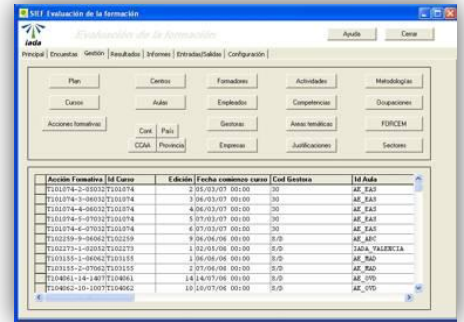 SIEF Evaluación de la formación
iada
Evaluación de la formación
Ayuda Cerrar
Principal Encuestas Gestión Resultados Informes Entradas/Salidas Configuración
Plan Centros Formadores Actividades Metodologías
Cursos Aulas Empleados Competencias Ocupaciones
Acciones formativas Cont. País Gestoras Areas temáticas FORCEM
CCAA Provincia Empresas Justificaciones Sectores
Acción Formativa Id Curso Edición Fecha comienzo curso Cod Gestora Id Aula
T101074-2-05032 T101074 2 05/03/07 00:00 30 AE_EAS
T101074-3-06032 T101074 3 06/03/07 00:00 30 AE_EAS
T101074-4-06032 T101074 4 06/03/07 00:00 30 AE_EAS
T101074-5-07032 T101074 5 07/03/07 00:00 30 AE_EAS
T101074-6-07032 T101074 6 07/03/07 00:00 30 AE_EAS
T102259-9-06062 T102259 9 06/06/06 00:00 S/D AE_ABC
T102273-1-02052 T102273 1 02/05/06 00:00 S/D IADA_VALENCIA
T103155-1-06062 T103155 1 06/06/06 00:00 S/D AE_MAD
T103155-2-07062 T103155 2 07/06/06 00:00 S/D AE_MAD
T104061-14-1407 T104061 14 14/07/06 00:00 S/D AE_OVD
T104062-10-1007 T104062 10 10/07/06 00:00 S/D AE_OVD